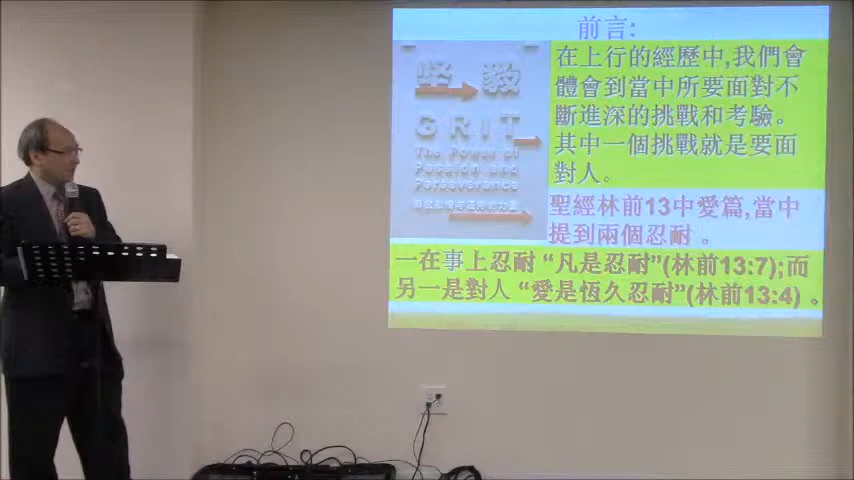 前言:
在上行的經歷中,我們會
體會到當中所要面對不
斷進深的挑戰和考驗。
其中一個挑戰就是要面
對人。
坚 毅
GRIT
The Power of
Passion and
Perseverance
聖經林前13中愛篇,當中
提到兩個忍耐 。
一在事上忍耐 “凡是忍耐”(林前13:7);而
另一是對人 “愛是恆久忍耐”(林前13:4) 。